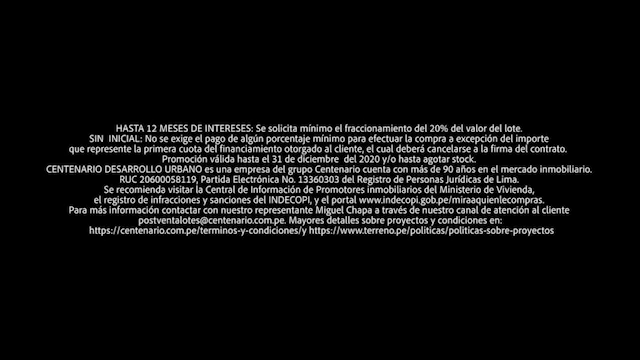 HASTA 12 MESES DE INTERESES: Se solicita mínimo el fraccionamiento del 20% del valor del lote.
SIN INICIAL: No se exige el pago de algún porcentaje mínimo para efectuar la compra a excepción del importe
que represente la primera cuota del financiamiento otorgado al cliente, el cual deberá cancelarse a la firma del contrato.
Promoción válida hasta el 31 de diciembre del 2020 y/o hasta agotar stock.
CENTENARIO DESARROLLO URBANO es una empresa del grupo Centenario cuenta con más de 90 años en el mercado inmobiliario.
RUC 20600058119, Partida Electrónica No. 13360303 del Registro de Personas Jurídicas de Lima.
Se recomienda visitar la Central de Información de Promotores inmobiliarios del Ministerio de Vivienda,
el registro de infracciones y sanciones del INDECOPI, y el portal www.indecopi.gob.pe/miraaquienlecompras.
Para más información contactar con nuestro representante Miguel Chapa a través de nuestro canal de atención al cliente
postventalotes@centenario.com.pe. Mayores detalles sobre proyectos y condiciones en:
https://centenario.com.pe/terminos-y-condiciones/y https://www.terreno.pe/politicas/politicas-sobre-proyectos